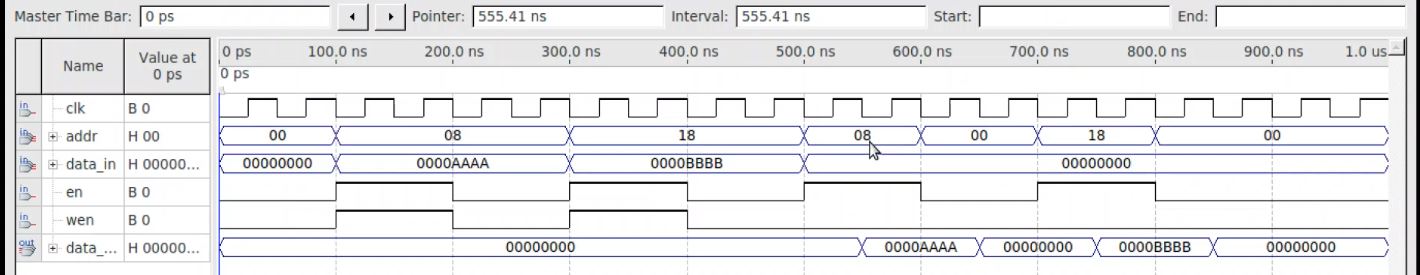 Master Time Bar: 0 ps Pointer: 555.41 ns Interval: 555.41 ns Start: End:
Name Value at 0 ps 0 ps 100.0 ns 200.0 ns 300.0 ns 400.0 ns 500.0 ns 600.0 ns 700.0 ns 800.0 ns 900.0 ns 1.0 us
0 ps
in clk B 0
in addr H 00 00 08 18 08 00 18 00
in data_in H 00000... 00000000 0000AAAA 0000BBBB 00000000
in en B 0
in wen B 0
out data_... H 00000... 00000000 0000AAAA 00000000 0000BBBB 00000000